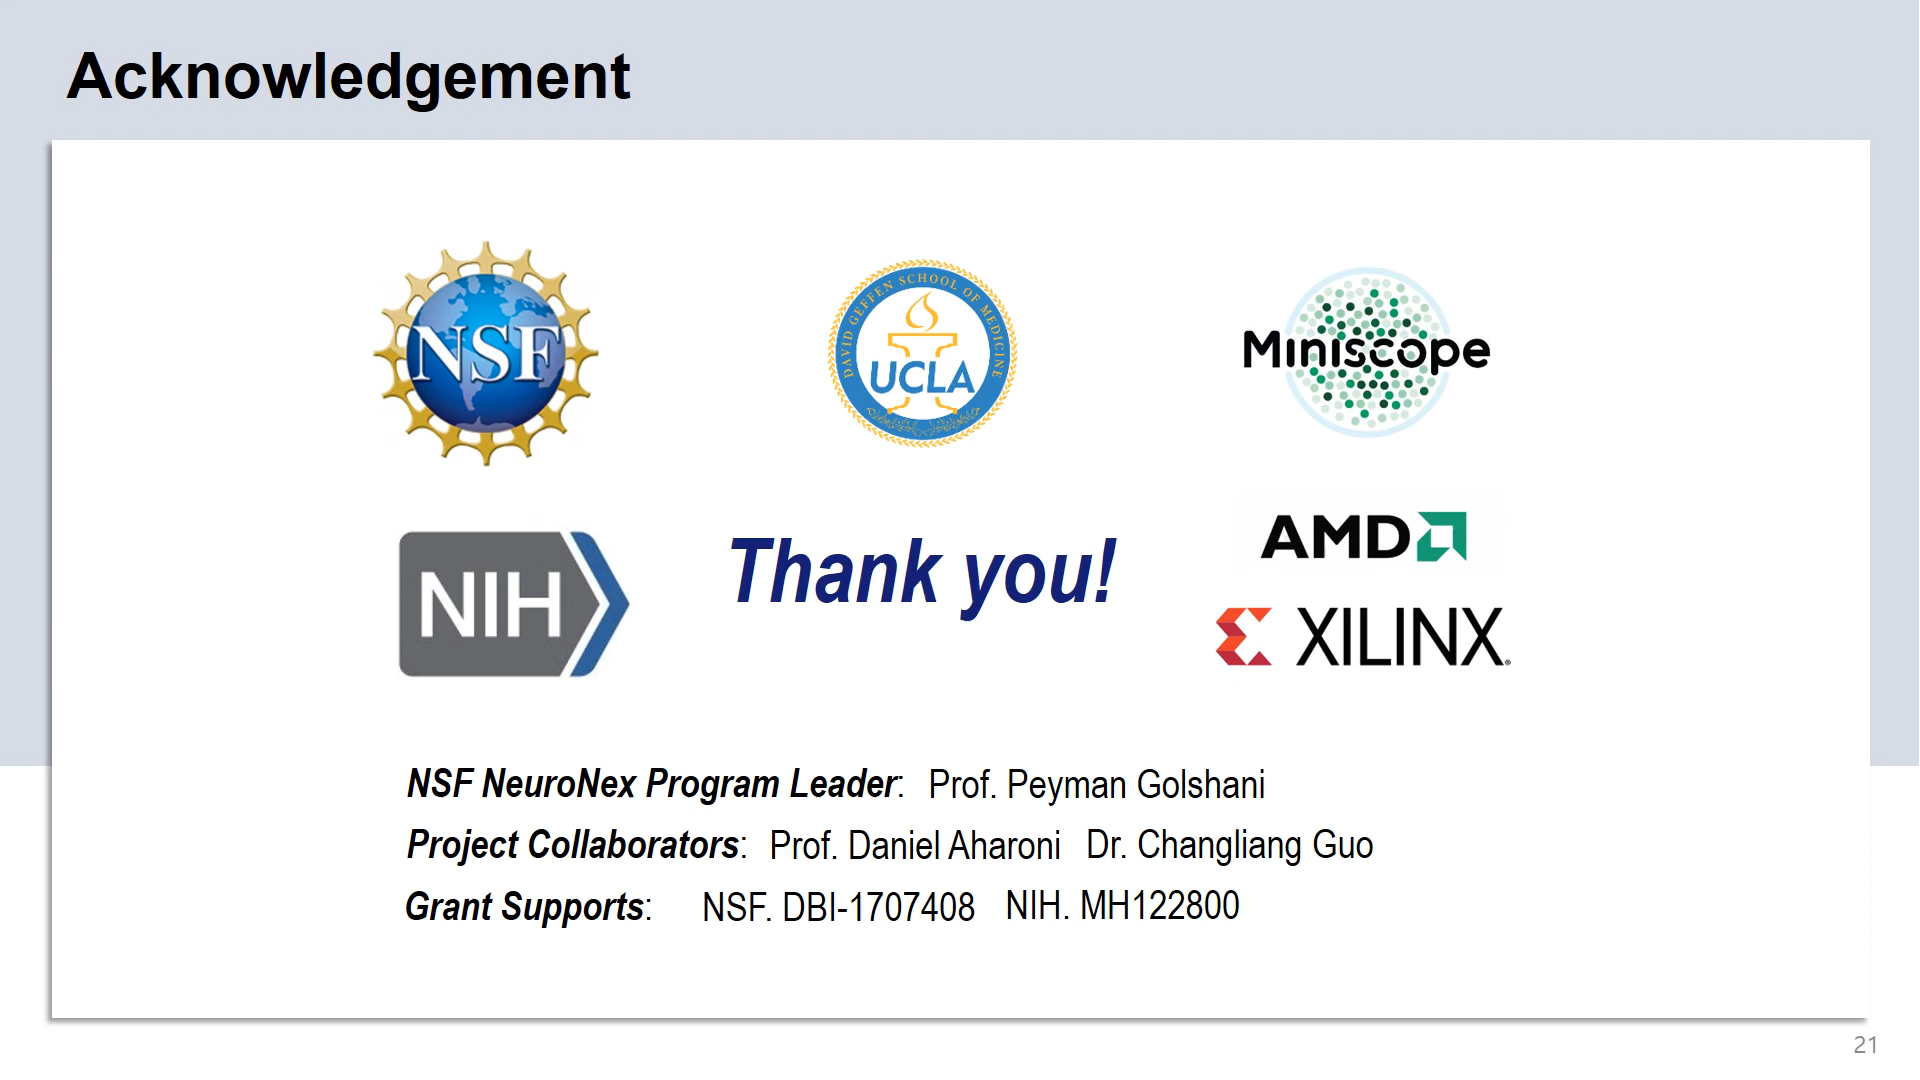 Acknowledgement
NSF
DAVID GEFFEN SCHOOL OF MEDICINE
UCLA
Miniscope
NIH
Thank you!
AMD
XILINX
NSF NeuroNex Program Leader: Prof. Peyman Golshani
Project Collaborators: Prof. Daniel Aharoni Dr. Changliang Guo
Grant Supports: NSF. DBI-1707408 NIH. MH122800
21